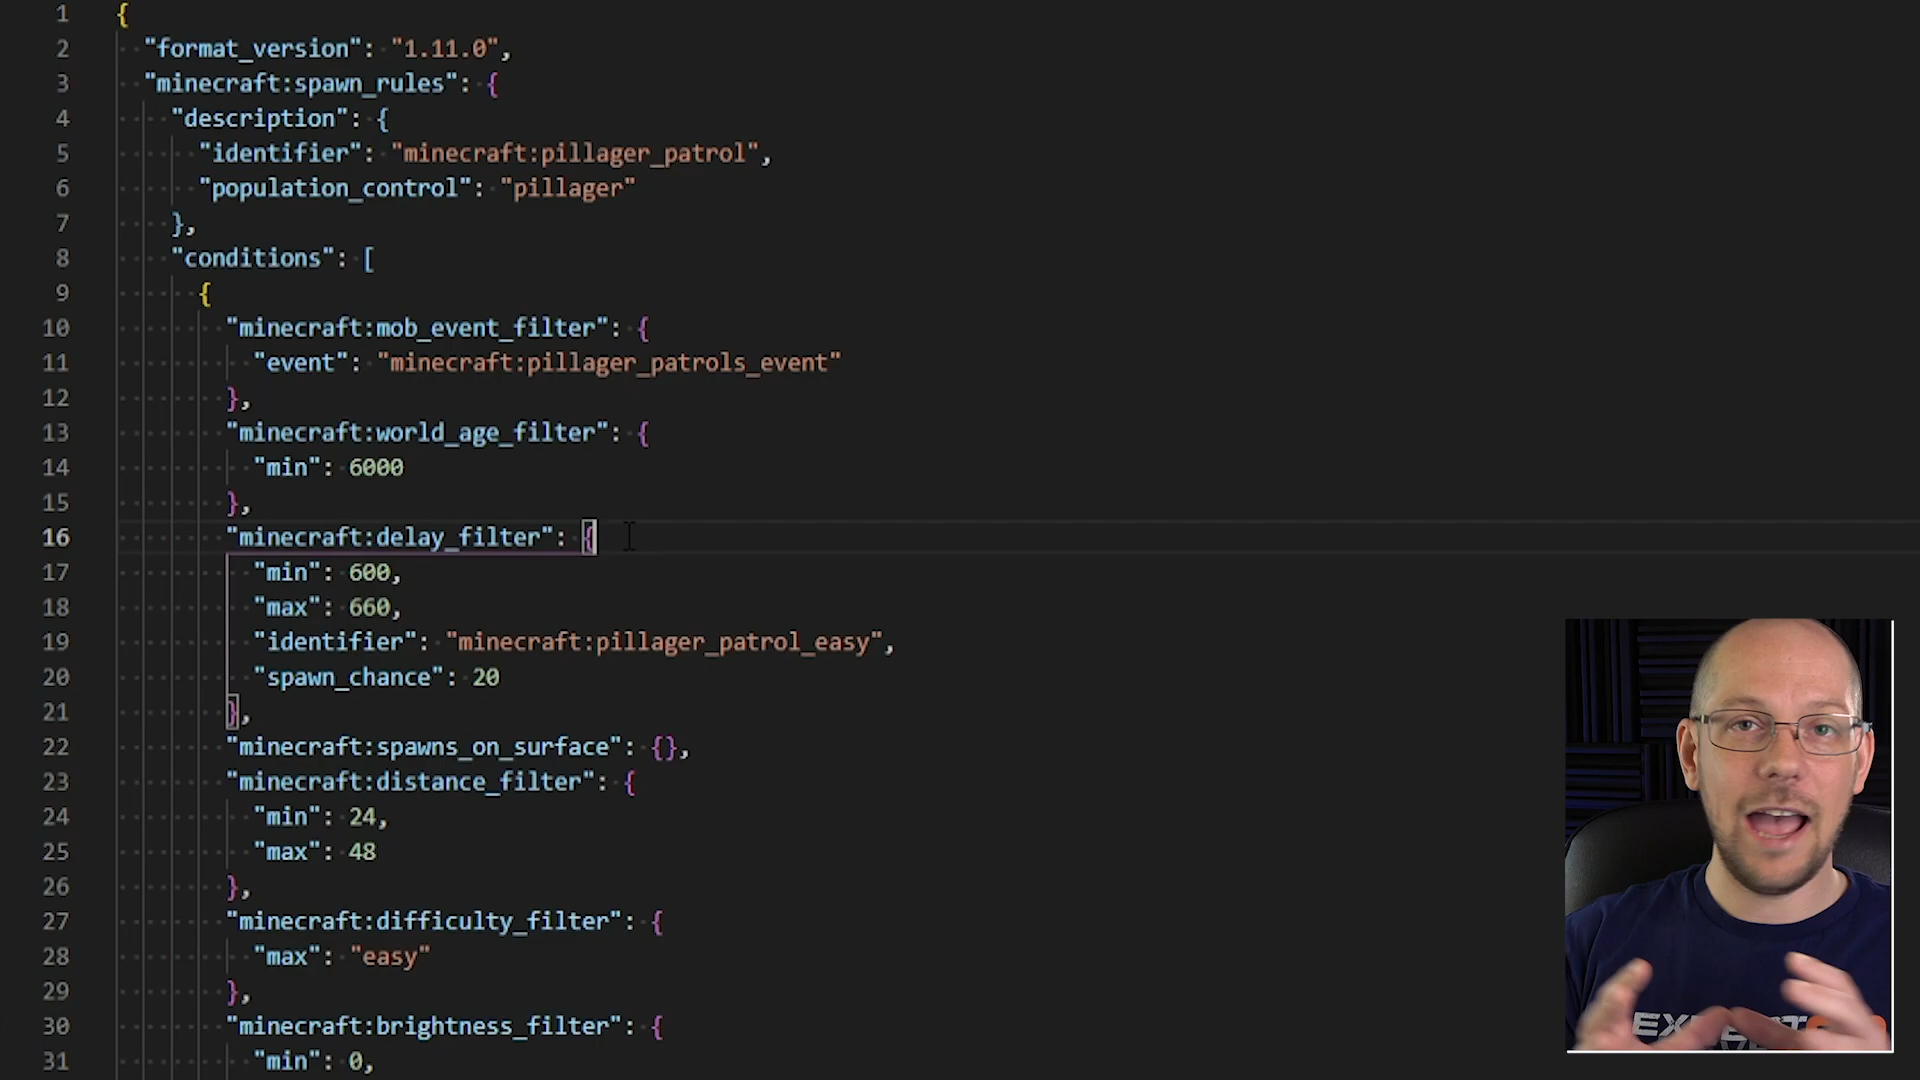 1 {
2 "format_version": "1.11.0",
3 "minecraft:spawn_rules": {
4 "description": {
5 "identifier": "minecraft:pillager_patrol",
6 "population_control": "pillager"
7 },
8 "conditions": [
9 {
10 "minecraft:mob_event_filter": {
11 "event": "minecraft:pillager_patrols_event"
12 },
13 "minecraft:world_age_filter": {
14 "min": 6000
15 },
16 "minecraft:delay_filter": {
17 "min": 600,
18 "max": 660,
19 "identifier": "minecraft:pillager_patrol_easy",
20 "spawn_chance": 20
21 },
22 "minecraft:spawns_on_surface": {},
23 "minecraft:distance_filter": {
24 "min": 24,
25 "max": 48
26 },
27 "minecraft:difficulty_filter": {
28 "max": "easy"
29 },
30 "minecraft:brightness_filter": {
31 "min": 0,